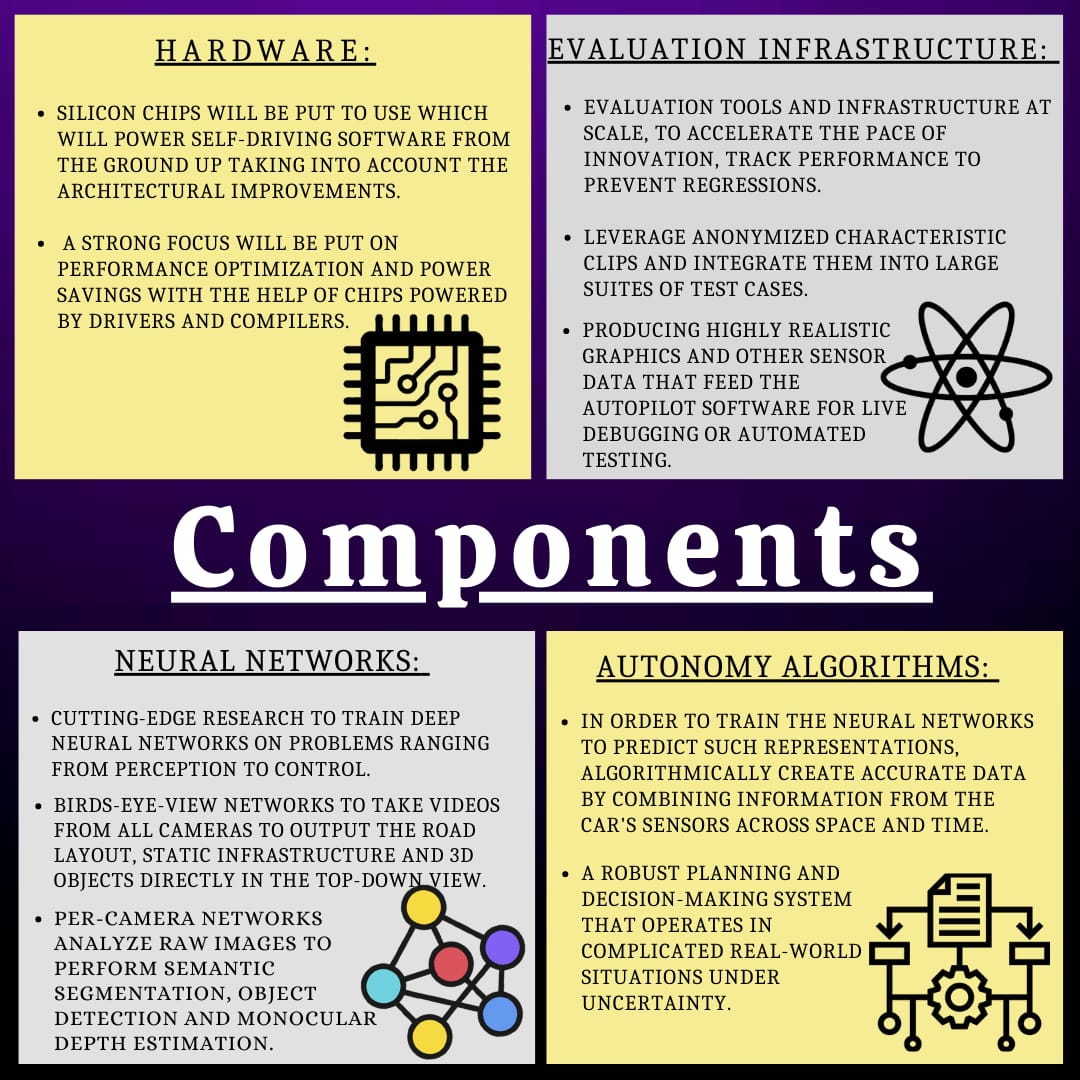 HARDWARE:
• SILICON CHIPS WILL BE PUT TO USE WHICH
WILL POWER SELF-DRIVING SOFTWARE FROM
THE GROUND UP TAKING INTO ACCOUNT THE
ARCHITECTURAL IMPROVEMENTS.
• A STRONG FOCUS WILL BE PUT ON
PERFORMANCE OPTIMIZATION AND POWER
SAVINGS WITH THE HELP OF CHIPS POWERED
BY DRIVERS AND COMPILERS.
EVALUATION INFRASTRUCTURE:
• EVALUATION TOOLS AND INFRASTRUCTURE AT
SCALE, TO ACCELERATE THE PACE OF
INNOVATION, TRACK PERFORMANCE TO
PREVENT REGRESSIONS.
• LEVERAGE ANONYMIZED CHARACTERISTIC
CLIPS AND INTEGRATE THEM INTO LARGE
SUITES OF TEST CASES.
• PRODUCING HIGHLY REALISTIC
GRAPHICS AND OTHER SENSOR
DATA THAT FEED THE
AUTOPILOT SOFTWARE FOR LIVE
DEBUGGING OR AUTOMATED
TESTING.
Components
NEURAL NETWORKS:
• CUTTING-EDGE RESEARCH TO TRAIN DEEP
NEURAL NETWORKS ON PROBLEMS RANGING
FROM PERCEPTION TO CONTROL.
• BIRDS-EYE-VIEW NETWORKS TO TAKE VIDEOS
FROM ALL CAMERAS TO OUTPUT THE ROAD
LAYOUT, STATIC INFRASTRUCTURE AND 3D
OBJECTS DIRECTLY IN THE TOP-DOWN VIEW.
• PER-CAMERA NETWORKS
ANALYZE RAW IMAGES TO
PERFORM SEMANTIC
SEGMENTATION, OBJECT
DETECTION AND MONOCULAR
DEPTH ESTIMATION.
AUTONOMY ALGORITHMS:
• IN ORDER TO TRAIN THE NEURAL NETWORKS
TO PREDICT SUCH REPRESENTATIONS,
ALGORITHMICALLY CREATE ACCURATE DATA
BY COMBINING INFORMATION FROM THE
CAR'S SENSORS ACROSS SPACE AND TIME.
• A ROBUST PLANNING AND
DECISION-MAKING SYSTEM
THAT OPERATES IN
COMPLICATED REAL-WORLD
SITUATIONS UNDER
UNCERTAINTY.